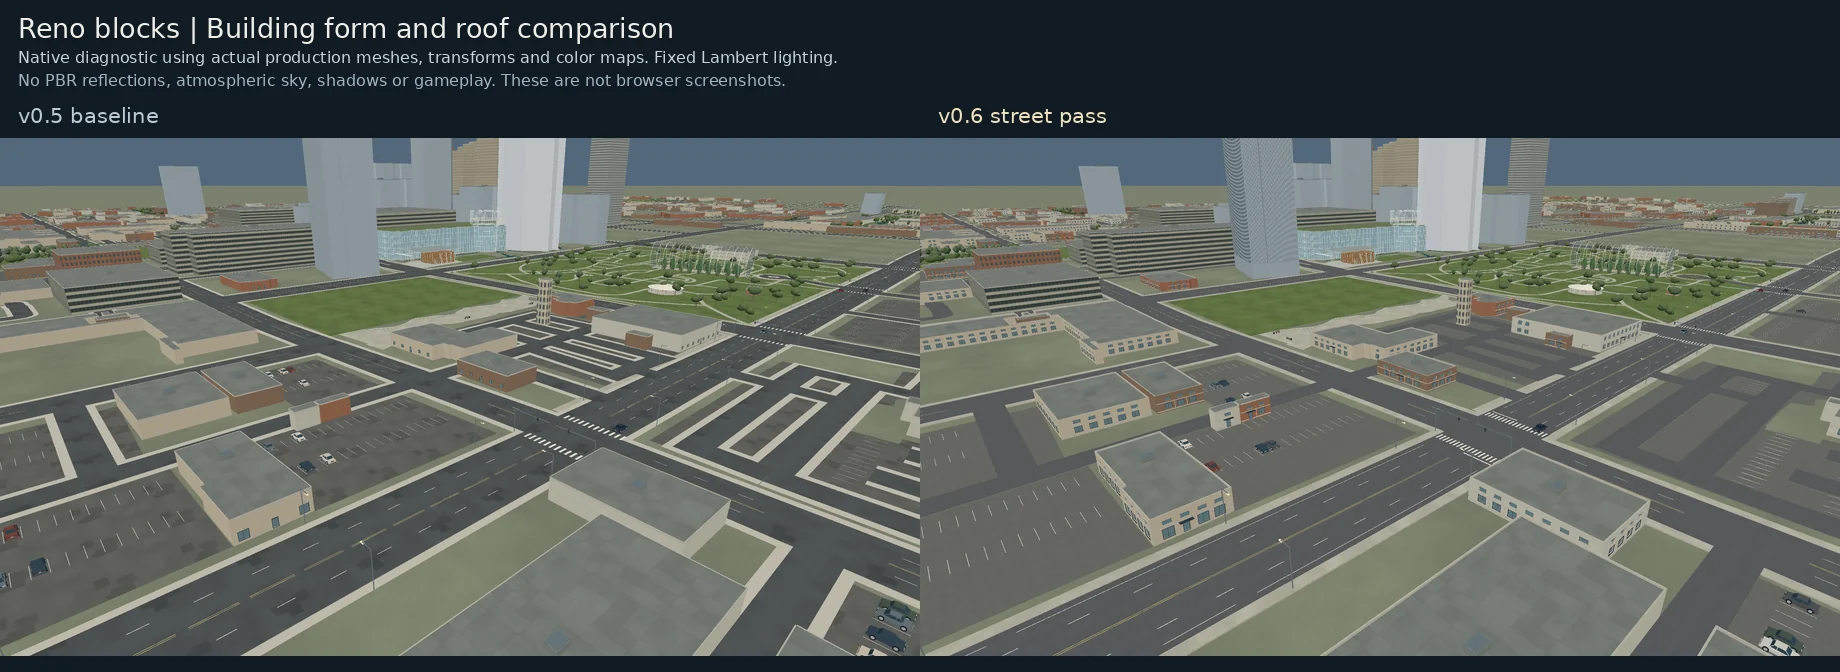 Reno blocks | Building form and roof comparison
Native diagnostic using actual production meshes, transforms and color maps. Fixed Lambert lighting.
No PBR reflections, atmospheric sky, shadows or gameplay. These are not browser screenshots.
v0.5 baseline
v0.6 street pass